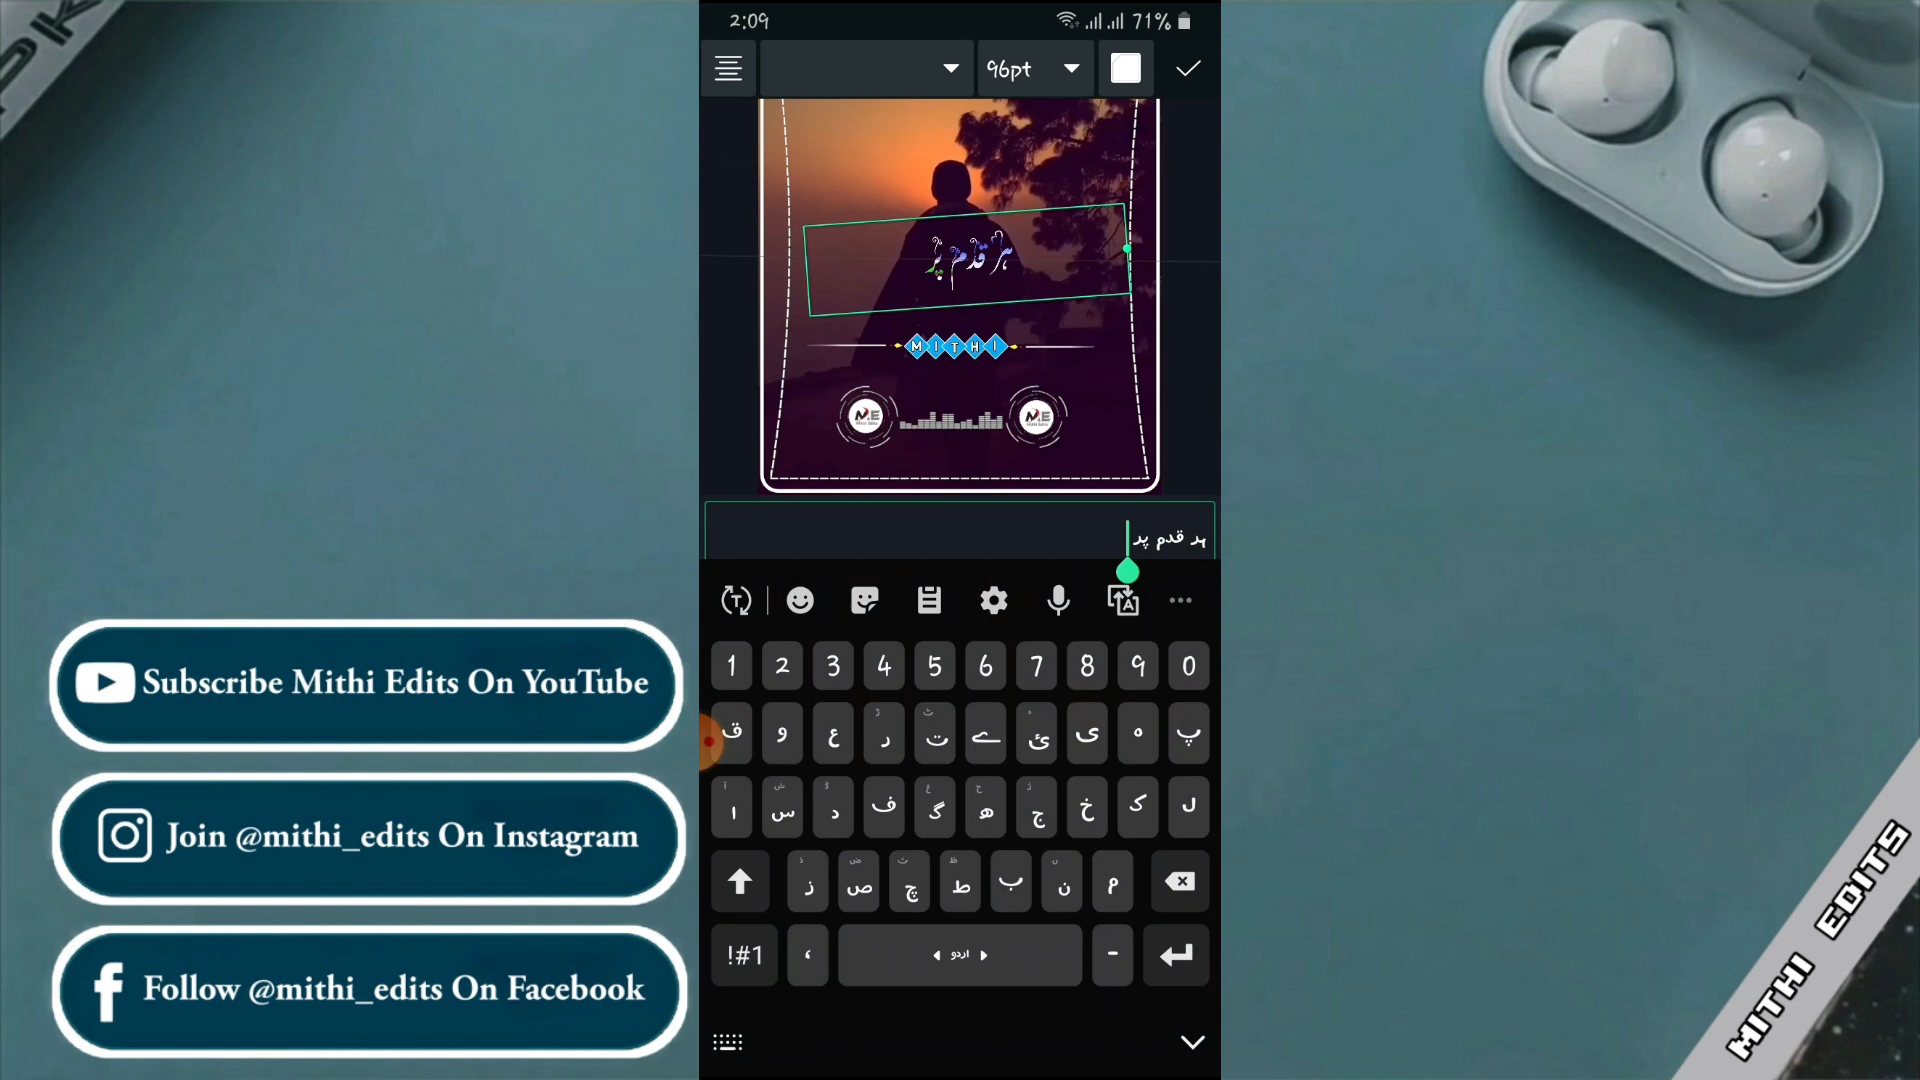 2:09
71%
96pt
ہر قدم پر
MITHI
M.E
M.E
ہر قدم پر
1 2 3 4 5 6 7 8 9 0
ق و ع ر ت ے ئ ی ہ پ
ا س د ف گ ھ ج خ ک ل
ز ص چ ط ب ن م
!#1 ، اردو -
Subscribe Mithi Edits On YouTube
Join @mithi_edits On Instagram
Follow @mithi_edits On Facebook
MITHI EDITS